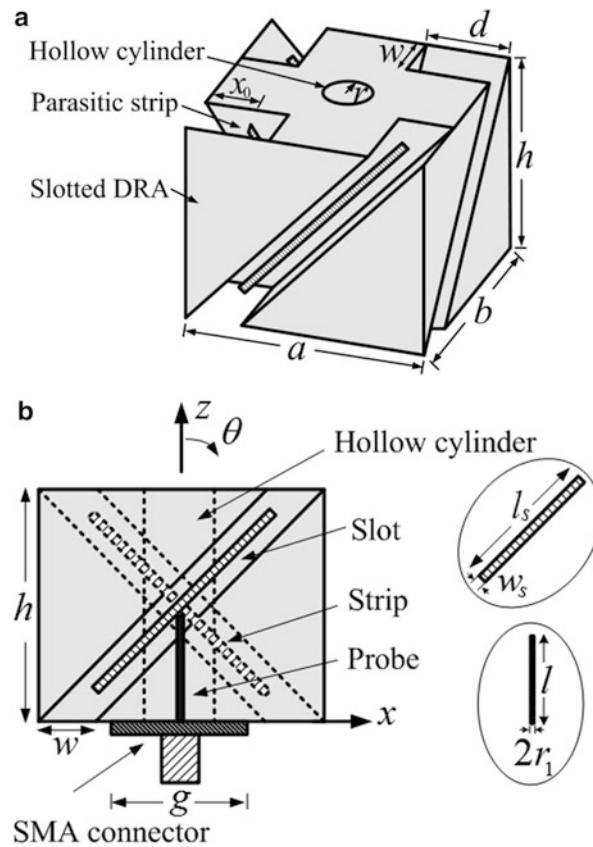 a
Hollow cylinder
w
d
r
x₀
Parasitic strip
h
Slotted DRA
b
a
b
z
θ
Hollow cylinder
Slot
lₛ
wₛ
h
Strip
Probe
l
x
w
2r₁
g
SMA connector